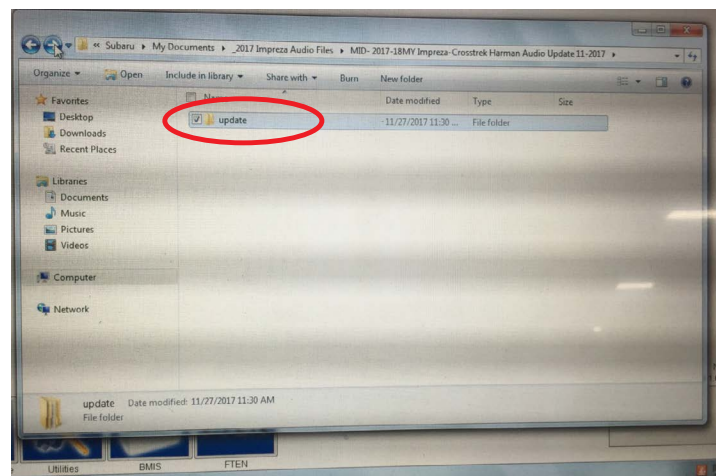 « Subaru ▸ My Documents ▸ _2017 Impreza Audio Files ▸ MID- 2017-18MY Impreza-Crosstrek Harman Audio Update 11-2017 ▸
Organize Open Include in library Share with Burn New folder
Favorites
Desktop
Downloads
Recent Places
Libraries
Documents
Music
Pictures
Videos
Computer
Network
Name Date modified Type Size
update 11/27/2017 11:30 ... File folder
update Date modified: 11/27/2017 11:30 AM
File folder
Utilities BMIS FTEN